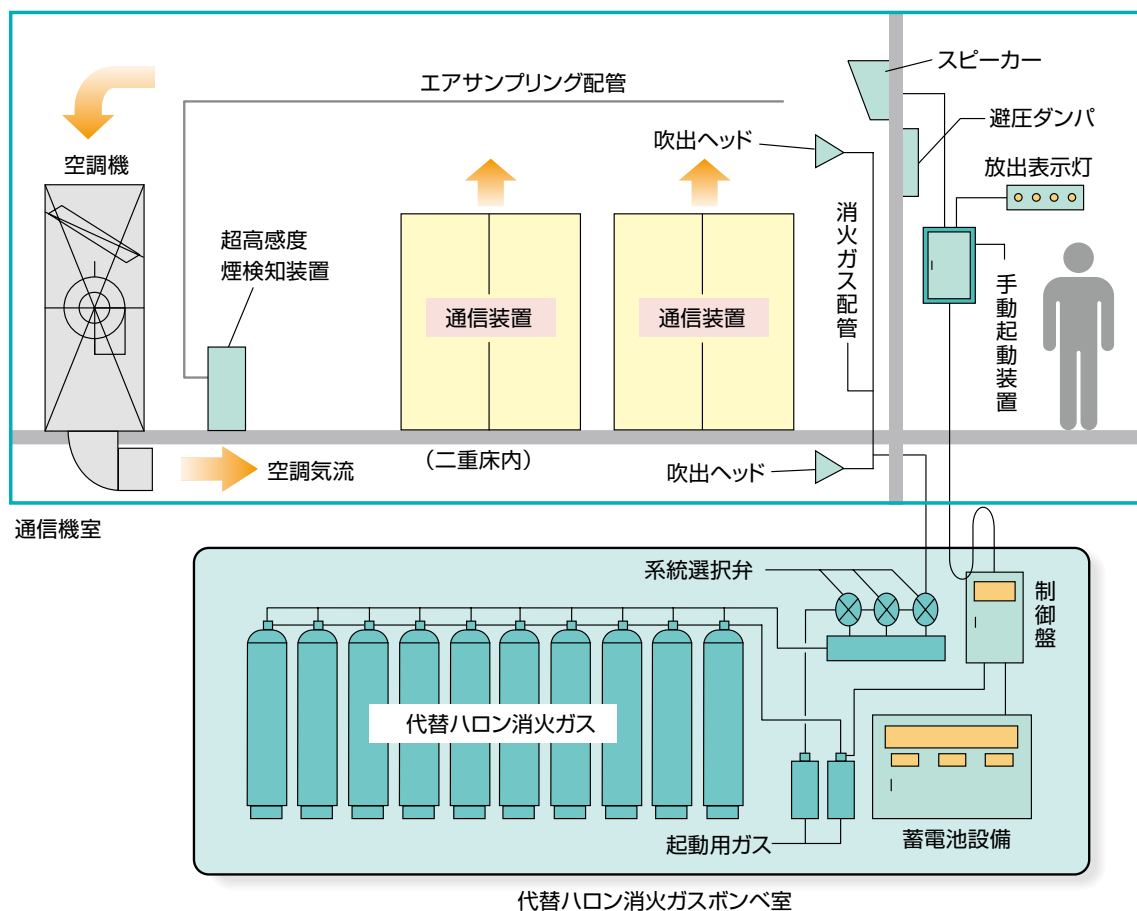 スピーカー
エアサンプリング配管
避圧ダンパ
吹出ヘッド
空調機
放出表示灯
消火ガス配管
超高感度
煙検知装置
手動起動装置
通信装置
通信装置
(二重床内)
吹出ヘッド
空調気流
通信機室
系統選択弁
制御盤
代替ハロン消火ガス
起動用ガス
蓄電池設備
代替ハロン消火ガスボンベ室